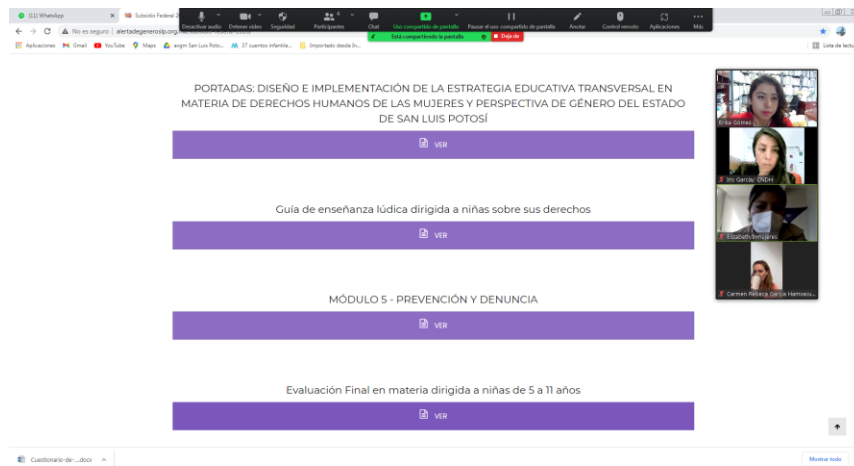 (11) WhatsApp
Subsidio Federal 2
Desactivar audio
Detener video
Seguridad
4
Participantes
Chat
Uso compartido de pantalla
Pausar el uso compartido de pantalla
Anotar
Control remoto
Aplicaciones
Más
Está compartiendo la pantalla
Dejar de
No es seguro
alertadegeneroslp.org
Aplicaciones
Gmail
YouTube
Maps
avgm San Luis Poto...
37 cuentos infantile...
Importado desde In...
Lista de lectu
PORTADAS: DISEÑO E IMPLEMENTACIÓN DE LA ESTRATEGIA EDUCATIVA TRANSVERSAL EN
MATERIA DE DERECHOS HUMANOS DE LAS MUJERES Y PERSPECTIVA DE GÉNERO DEL ESTADO
DE SAN LUIS POTOSÍ
VER
Erika Gómez
Iris García/ CNDH
Guía de enseñanza lúdica dirigida a niñas sobre sus derechos
VER
Elizabeth/Inmujeres
MÓDULO 5 - PREVENCIÓN Y DENUNCIA
Carmen Rebeca García
VER
Evaluación Final en materia dirigida a niñas de 5 a 11 años
VER
Cuestionario-de-....docx
Mostrar todo